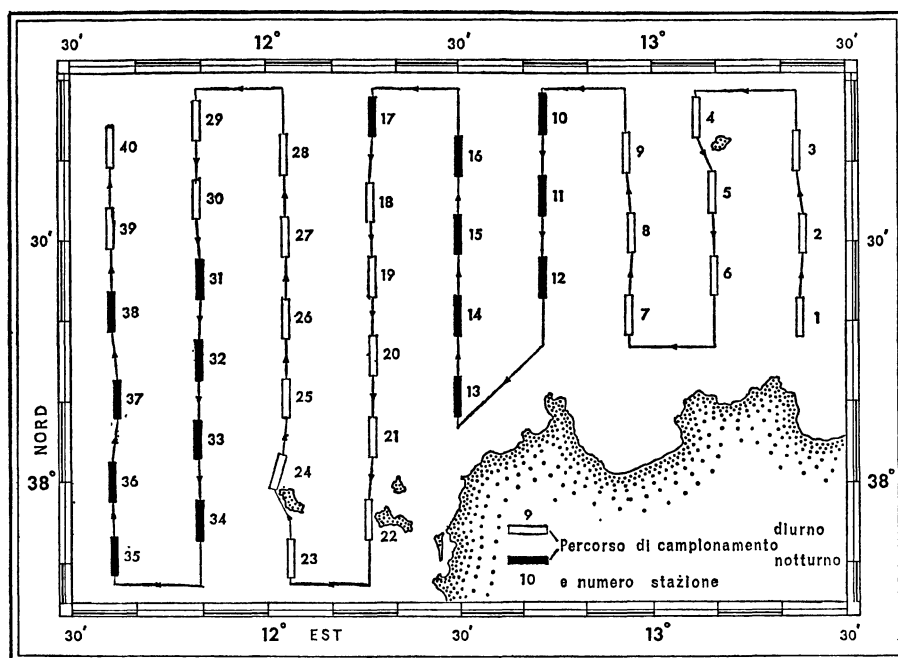 30′ 12° 30′ 13° 30′
29 17 10 4
40 28 16 9 3
30 18 11 5
39 27 15 8 2
30′
31 19 12 6
38 26 14 7 1
32 20
37 25 13
NORD
33 21
24
36
38° 38°
34 22
35 23
9
diurno
Percorso di campionamento
notturno
10 e numero stażione
30′ 12° EST 30′ 13° 30′